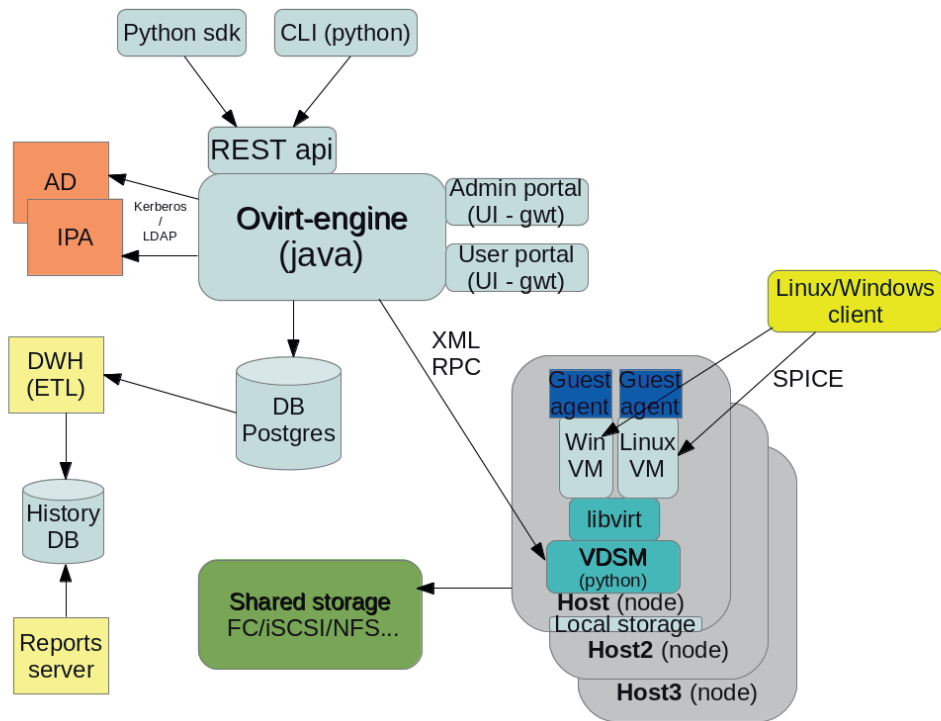 Python sdk
CLI (python)
REST api
AD
IPA
Kerberos
/
LDAP
Ovirt-engine
(java)
Admin portal
(UI - gwt)
User portal
(UI - gwt)
Linux/Windows
client
XML
RPC
SPICE
DWH
(ETL)
DB
Postgres
Guest
agent
Guest
agent
Win
VM
Linux
VM
libvirt
VDSM
(python)
History
DB
Shared storage
FC/iSCSI/NFS...
Host (node)
Local storage
Host2 (node)
Host3 (node)
Reports
server